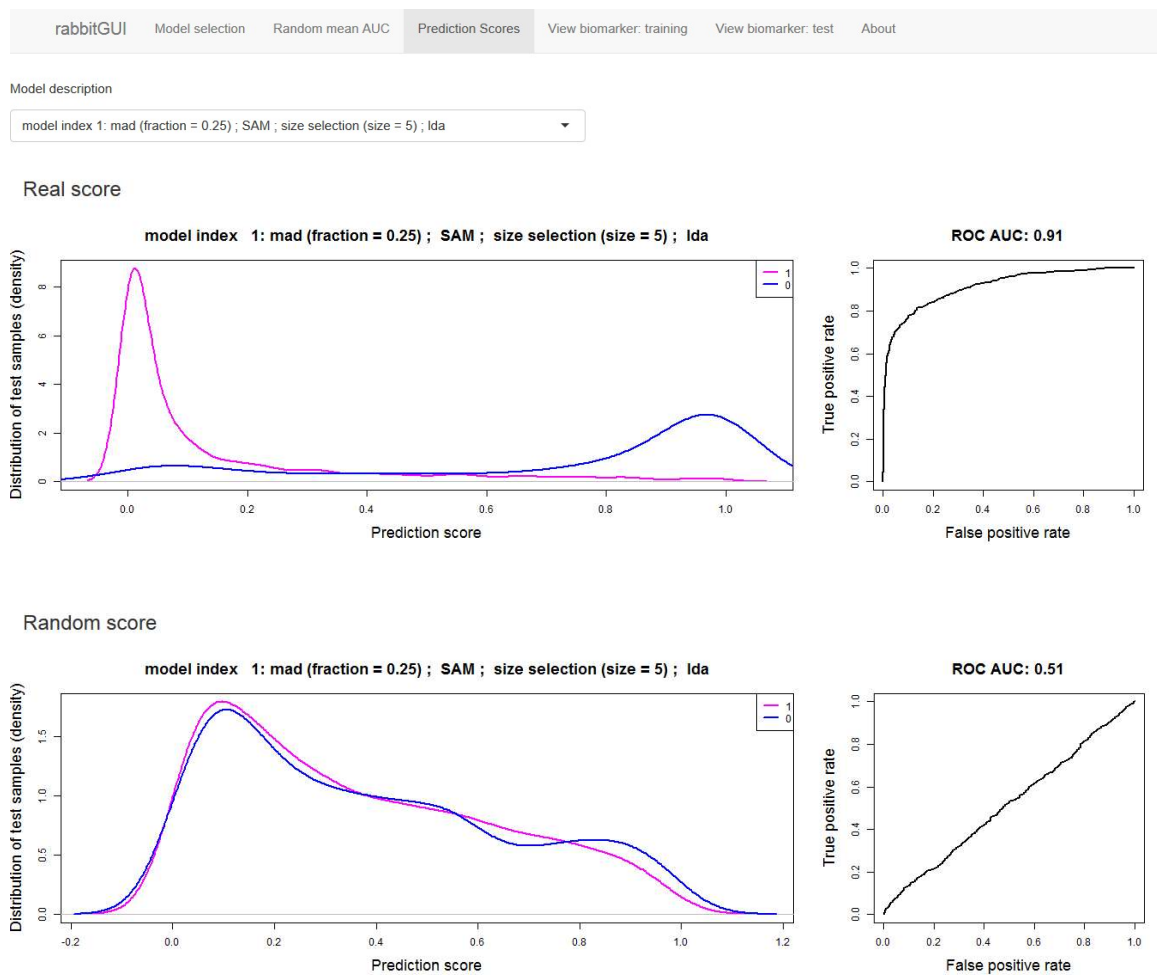 rabbitGUI Model selection Random mean AUC Prediction Scores View biomarker: training View biomarker: test About
Model description
model index 1: mad (fraction = 0.25) ; SAM ; size selection (size = 5) ; lda
Real score
model index 1: mad (fraction = 0.25) ; SAM ; size selection (size = 5) ; lda
Distribution of test samples (density)
8
6
4
2
0
1
0
0.0 0.2 0.4 0.6 0.8 1.0
Prediction score
ROC AUC: 0.91
True positive rate
1.0
0.8
0.6
0.4
0.2
0.0
0.0 0.2 0.4 0.6 0.8 1.0
False positive rate
Random score
model index 1: mad (fraction = 0.25) ; SAM ; size selection (size = 5) ; lda
Distribution of test samples (density)
1.5
1.0
0.5
0.0
1
0
-0.2 0.0 0.2 0.4 0.6 0.8 1.0 1.2
Prediction score
ROC AUC: 0.51
True positive rate
1.0
0.8
0.6
0.4
0.2
0.0
0.0 0.2 0.4 0.6 0.8 1.0
False positive rate